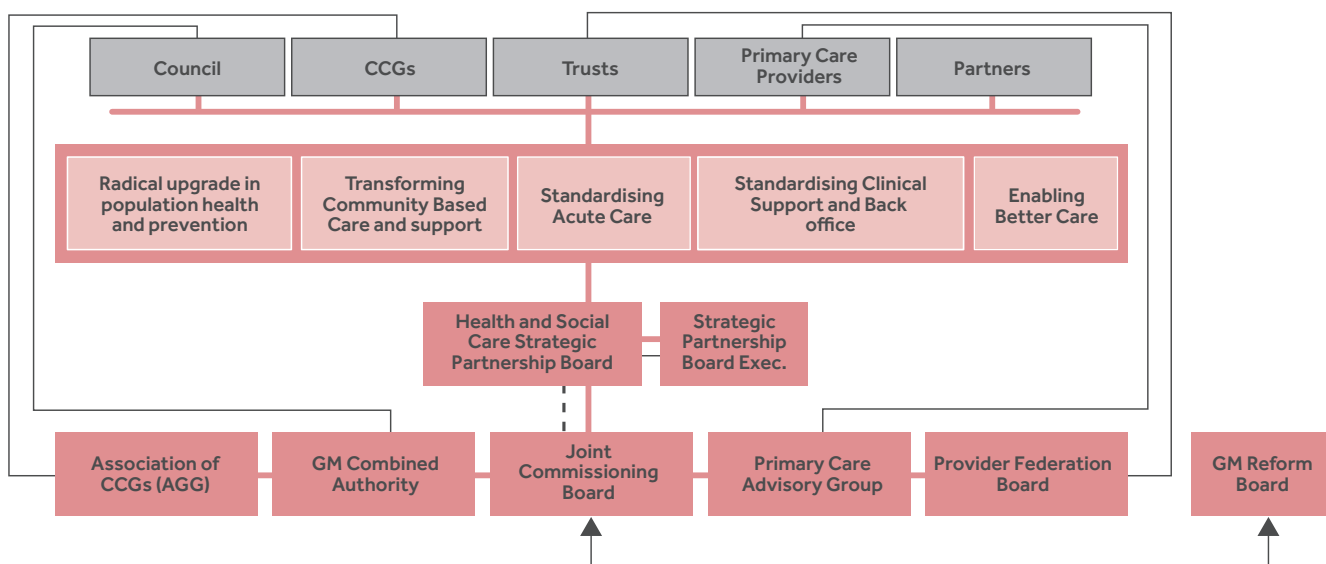 Council
CCGs
Trusts
Primary Care
Providers
Partners
Radical upgrade in
population health
and prevention
Transforming
Community Based
Care and support
Standardising
Acute Care
Standardising Clinical
Support and Back
office
Enabling
Better Care
Health and Social
Care Strategic
Partnership Board
Strategic
Partnership
Board Exec.
Association of
CCGs (AGG)
GM Combined
Authority
Joint
Commissioning
Board
Primary Care
Advisory Group
Provider Federation
Board
GM Reform
Board